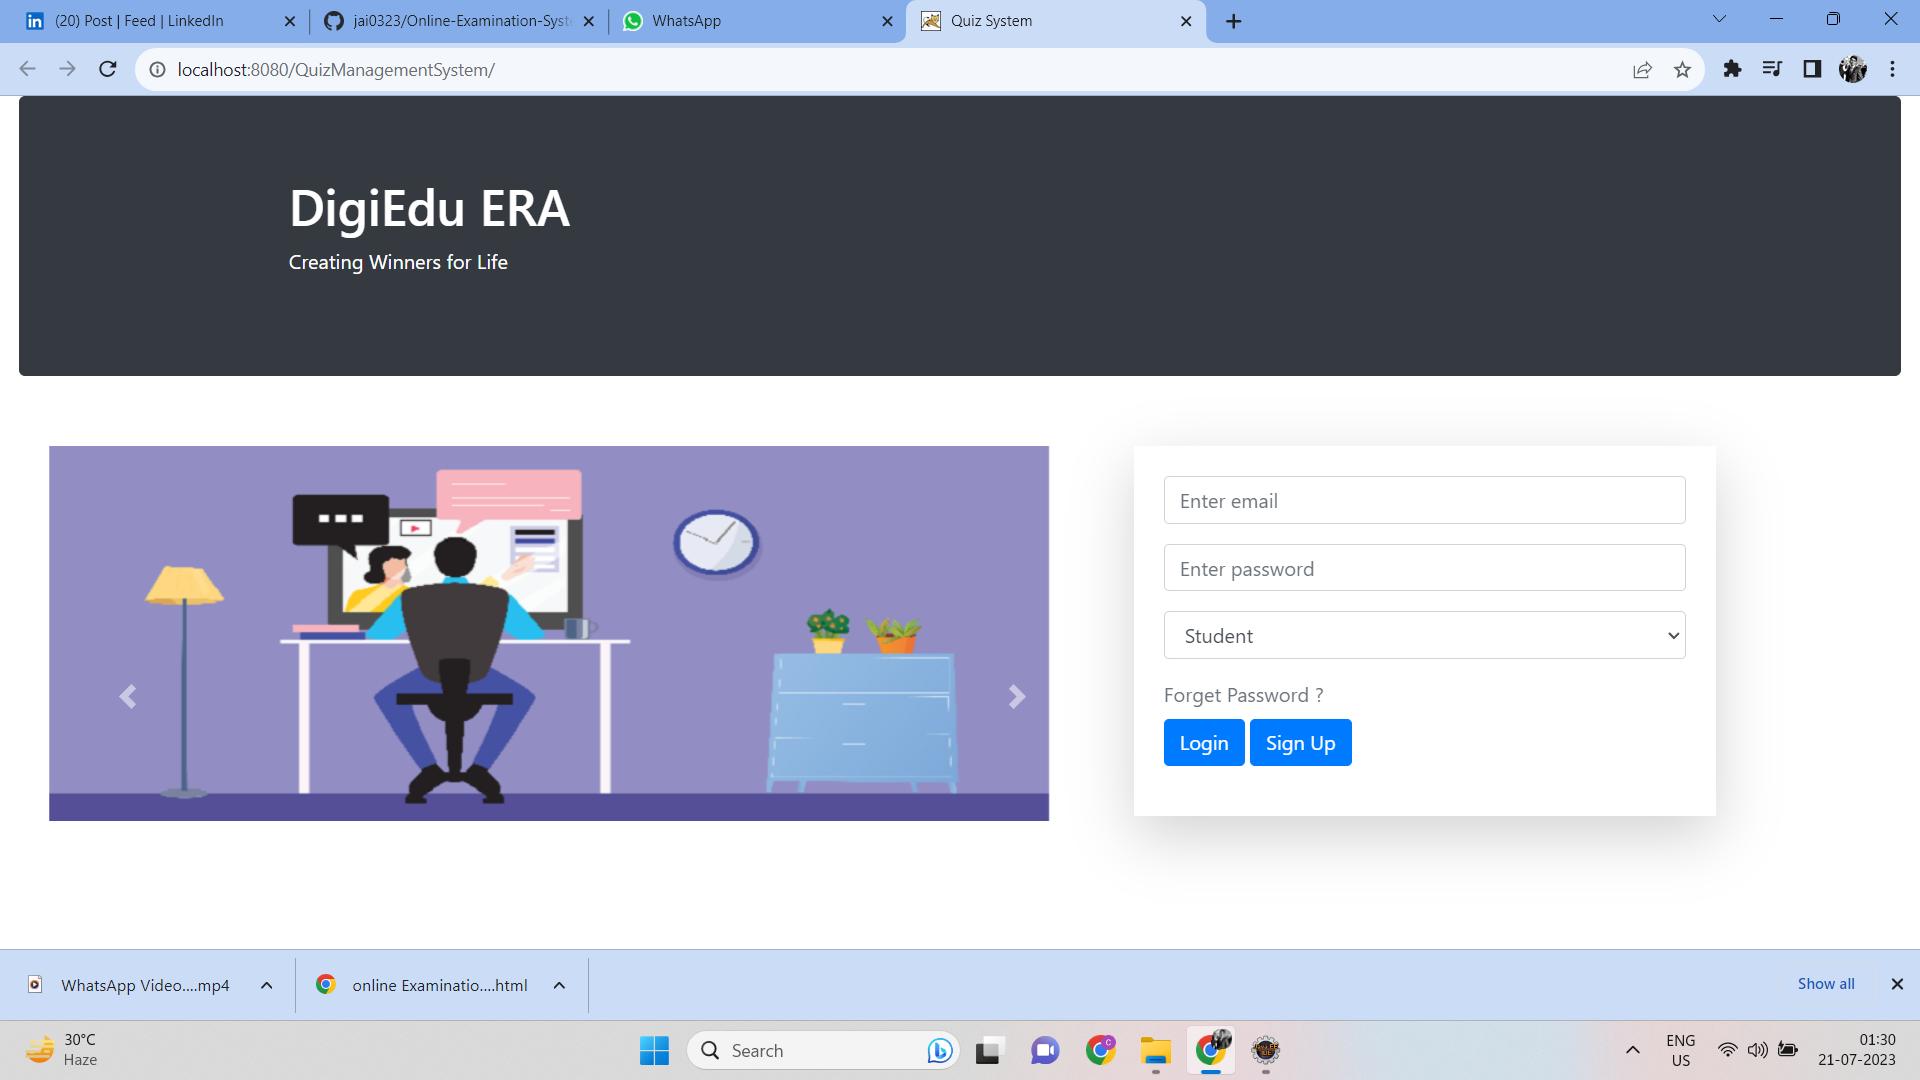 (20) Post | Feed | LinkedIn
jai0323/Online-Examination-Syst
WhatsApp
Quiz System
localhost:8080/QuizManagementSystem/
DigiEdu ERA
Creating Winners for Life
Enter email
Enter password
Student
Forget Password ?
Login
Sign Up
WhatsApp Video....mp4
online Examinatio....html
Show all
30°C
Haze
Search
ENG
US
01:30
21-07-2023